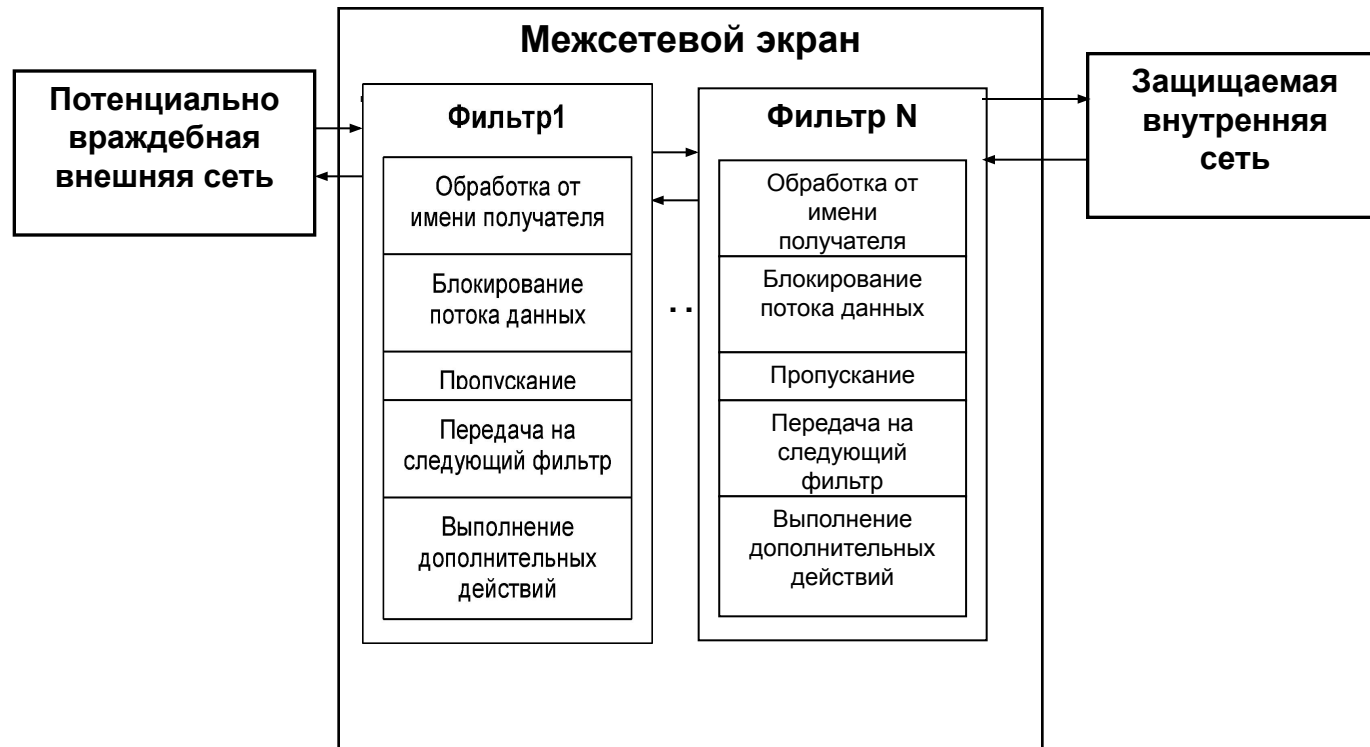 Межсетевой экран
Потенциально
враждебная
внешняя сеть
Фильтр1
Обработка от
имени получателя
Блокирование
потока данных
Пропускание
Передача на
следующий фильтр
Выполнение
дополнительных
действий
. .
Фильтр N
Обработка от
имени
получателя
Блокирование
потока данных
Пропускание
Передача на
следующий
фильтр
Выполнение
дополнительных
действий
Защищаемая
внутренняя
сеть